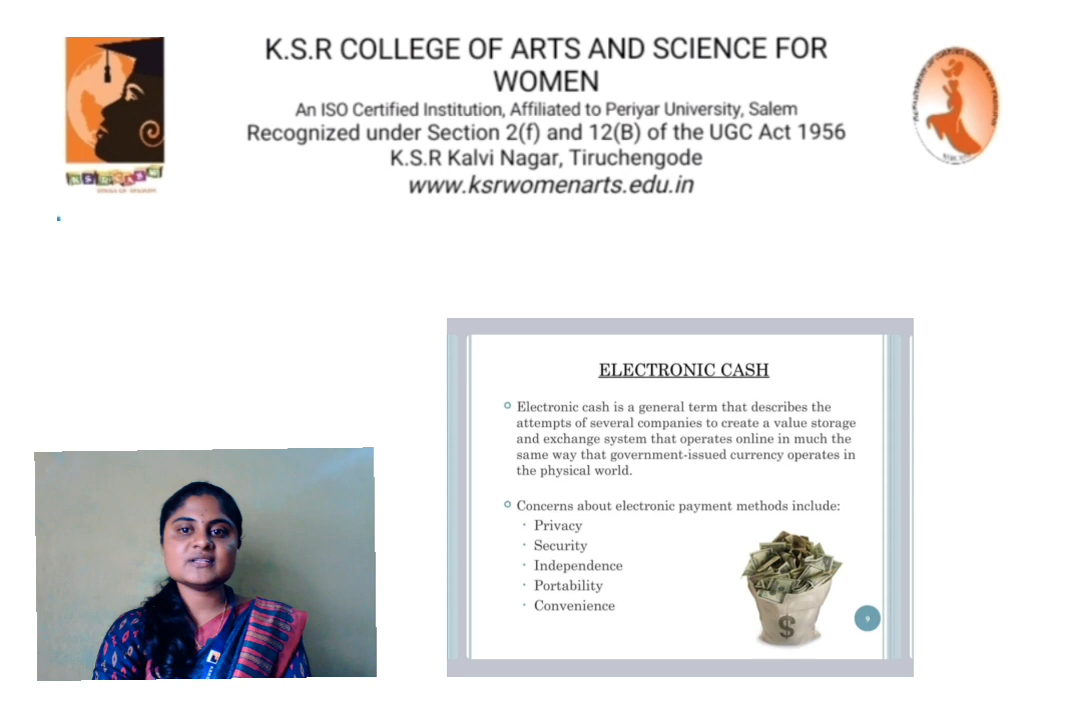 K.S.R COLLEGE OF ARTS AND SCIENCE FOR
WOMEN
An ISO Certified Institution, Affiliated to Periyar University, Salem
Recognized under Section 2(f) and 12(B) of the UGC Act 1956
K.S.R Kalvi Nagar, Tiruchengode
www.ksrwomenarts.edu.in
ELECTRONIC CASH
Electronic cash is a general term that describes the
attempts of several companies to create a value storage
and exchange system that operates online in much the
same way that government-issued currency operates in
the physical world.
Concerns about electronic payment methods include:
Privacy
Security
Independence
Portability
Convenience
$
9